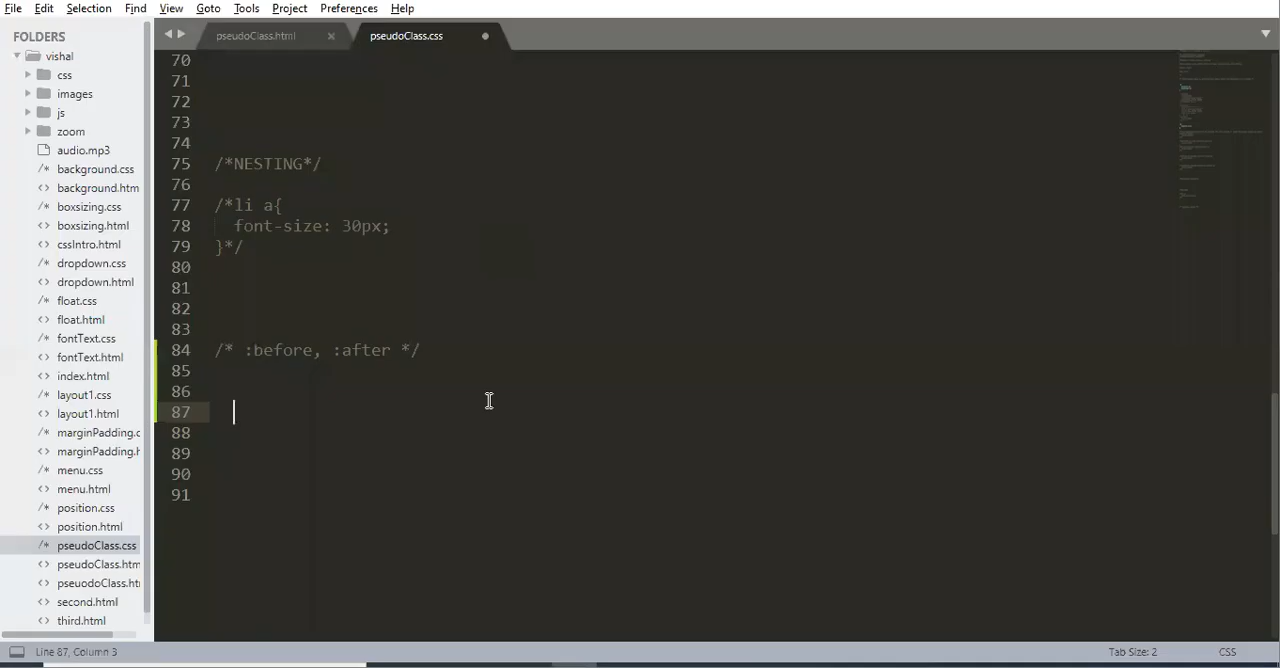 File Edit Selection Find View Goto Tools Project Preferences Help
FOLDERS
vishal
css
images
js
zoom
audio.mp3
background.css
background.htm
boxsizing.css
boxsizing.html
cssIntro.html
dropdown.css
dropdown.html
float.css
float.html
fontText.css
fontText.html
index.html
layout1.css
layout1.html
marginPadding.c
marginPadding.h
menu.css
menu.html
position.css
position.html
pseudoClass.css
pseudoClass.htm
pseuodoClass.ht
second.html
third.html
pseudoClass.html × pseudoClass.css
70
71
72
73
74
75 /*NESTING*/
76
77 /*li a{
78 font-size: 30px;
79 }*/
80
81
82
83
84 /* :before, :after */
85
86
87
88
89
90
91
Line 87, Column 3 Tab Size: 2 CSS